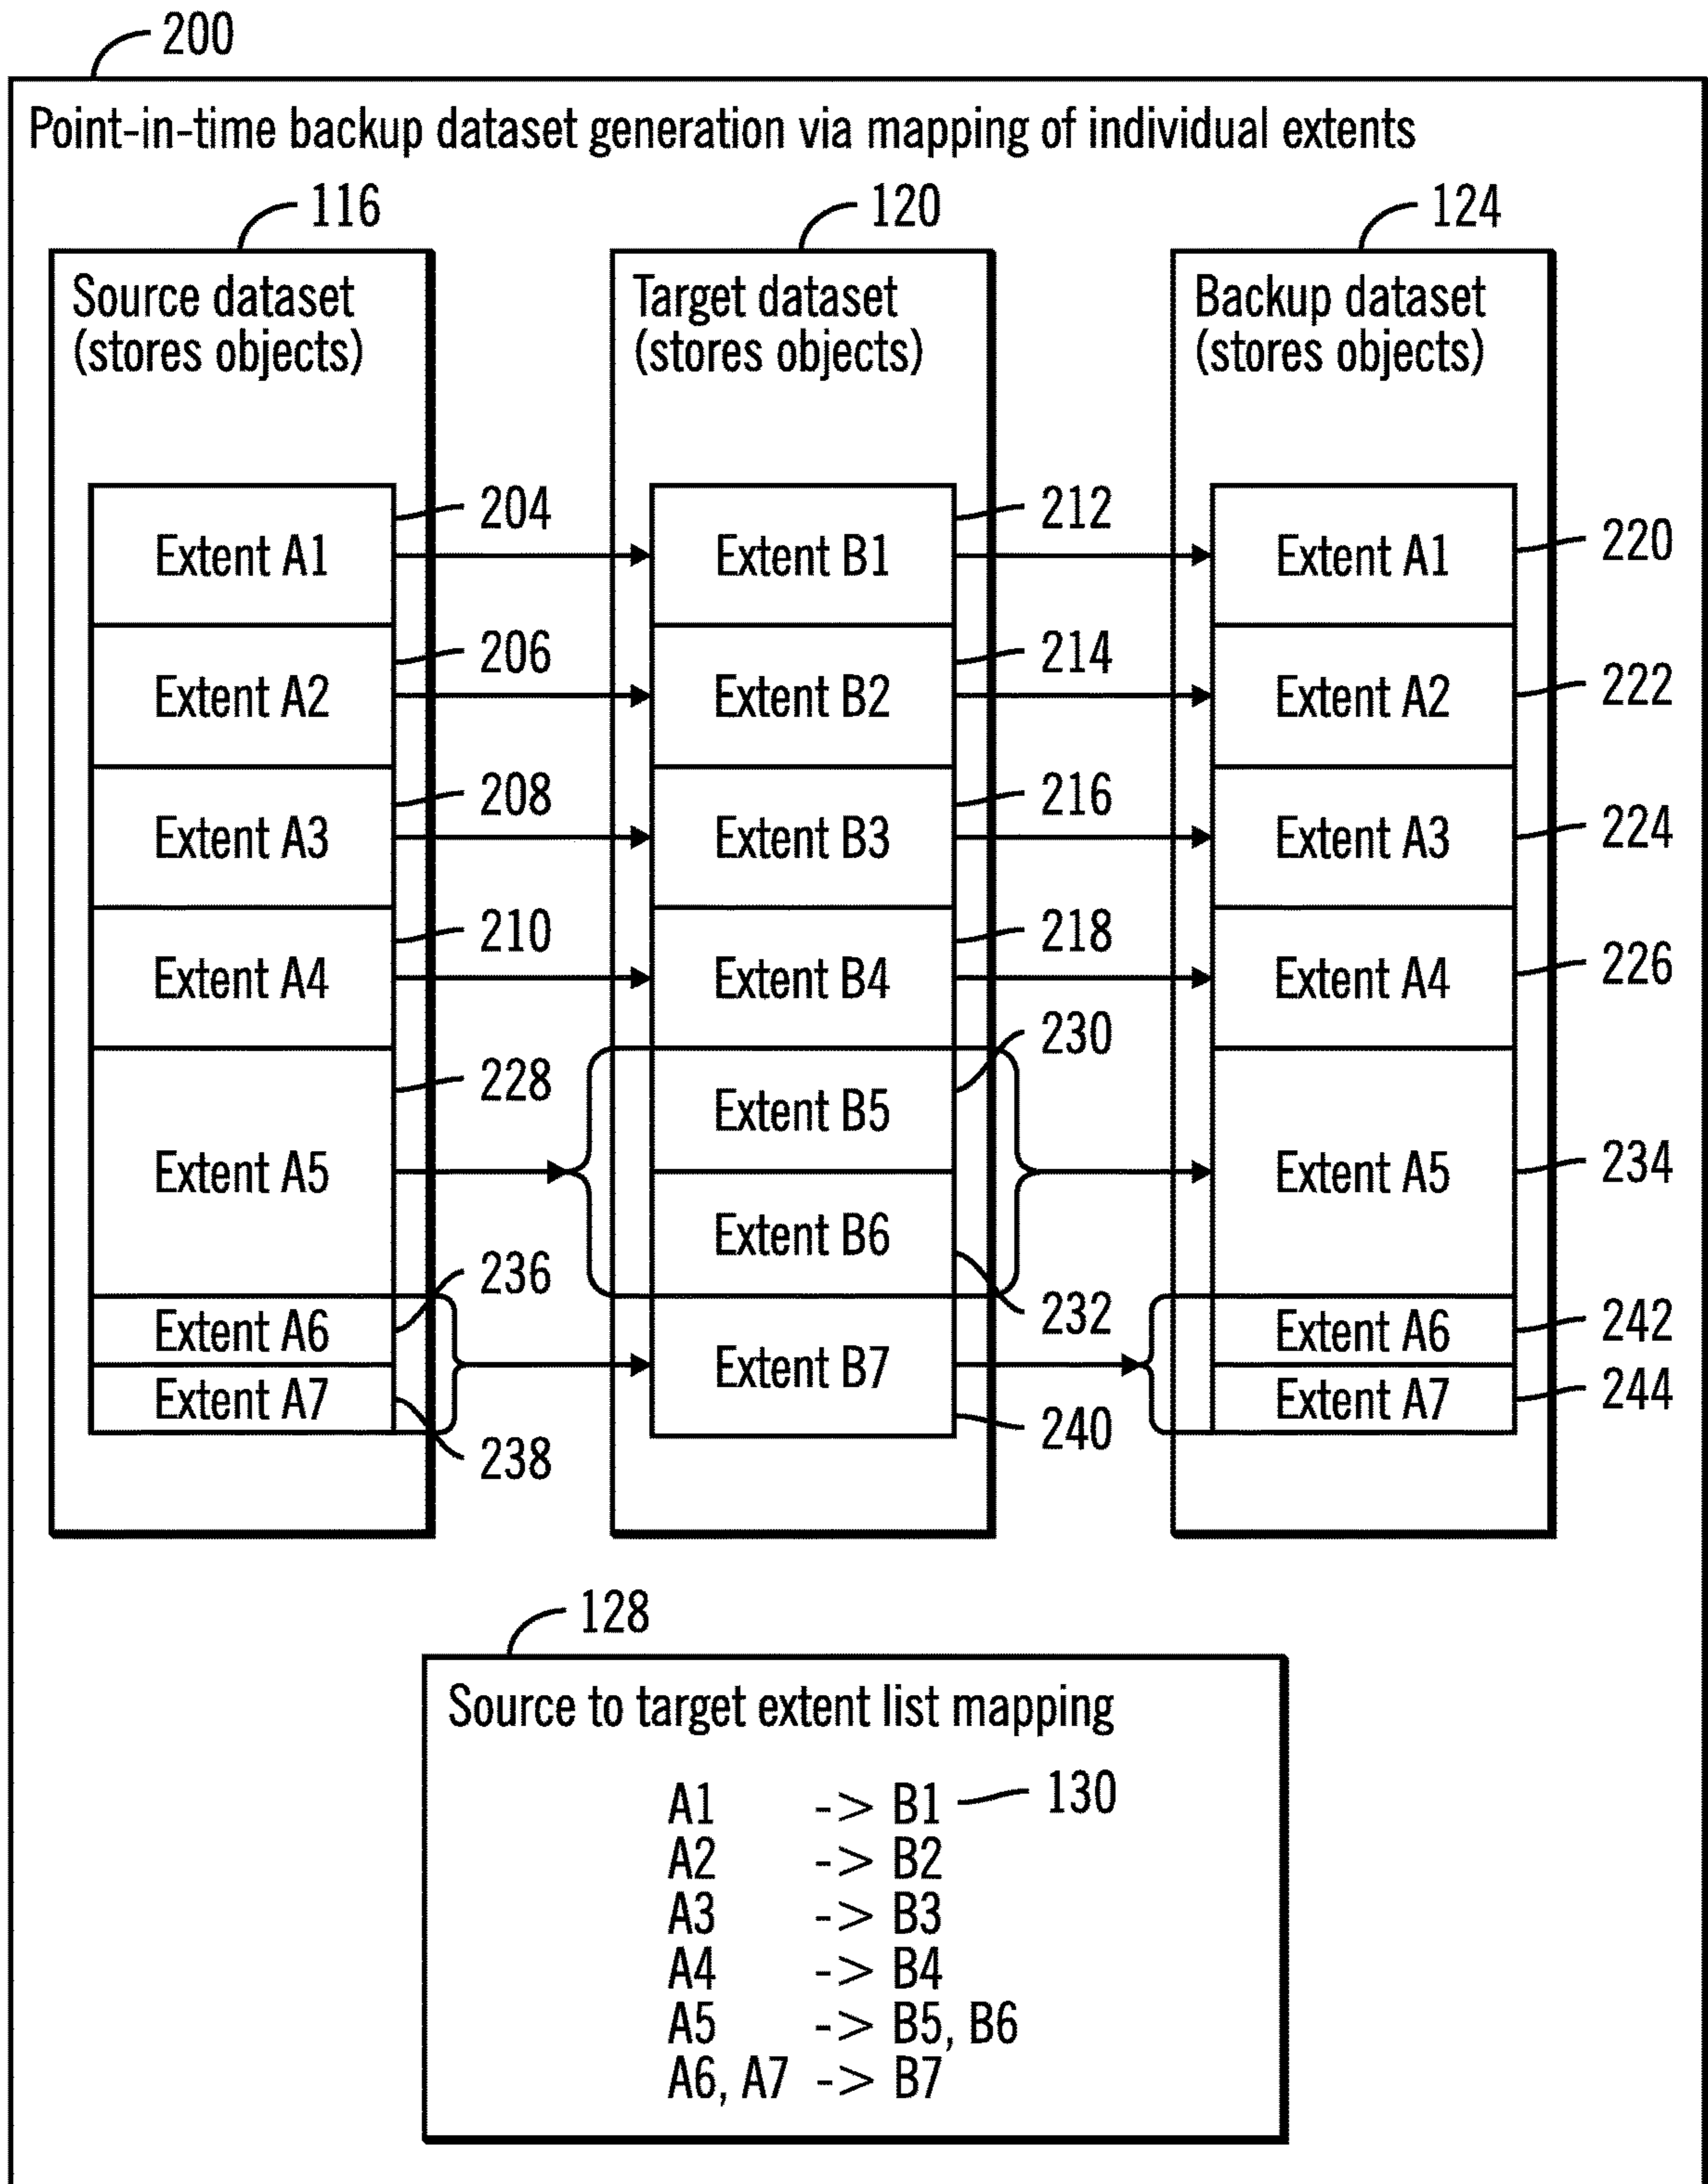 200
Point-in-time backup dataset generation via mapping of individual extents
116
120
124
Source dataset
(stores objects)
Target dataset
(stores objects)
Backup dataset
(stores objects)
204
212
Extent A1
Extent B1
Extent A1
220
206
214
Extent A2
Extent B2
Extent A2
222
208
216
Extent A3
Extent B3
Extent A3
224
210
218
Extent A4
Extent B4
Extent A4
226
228
230
Extent B5
Extent A5
Extent A5
234
Extent B6
236
232
Extent A6
Extent B7
Extent A6
242
Extent A7
Extent A7
244
238
240
128
Source to target extent list mapping
A1 -> B1 130
A2 -> B2
A3 -> B3
A4 -> B4
A5 -> B5, B6
A6, A7 -> B7